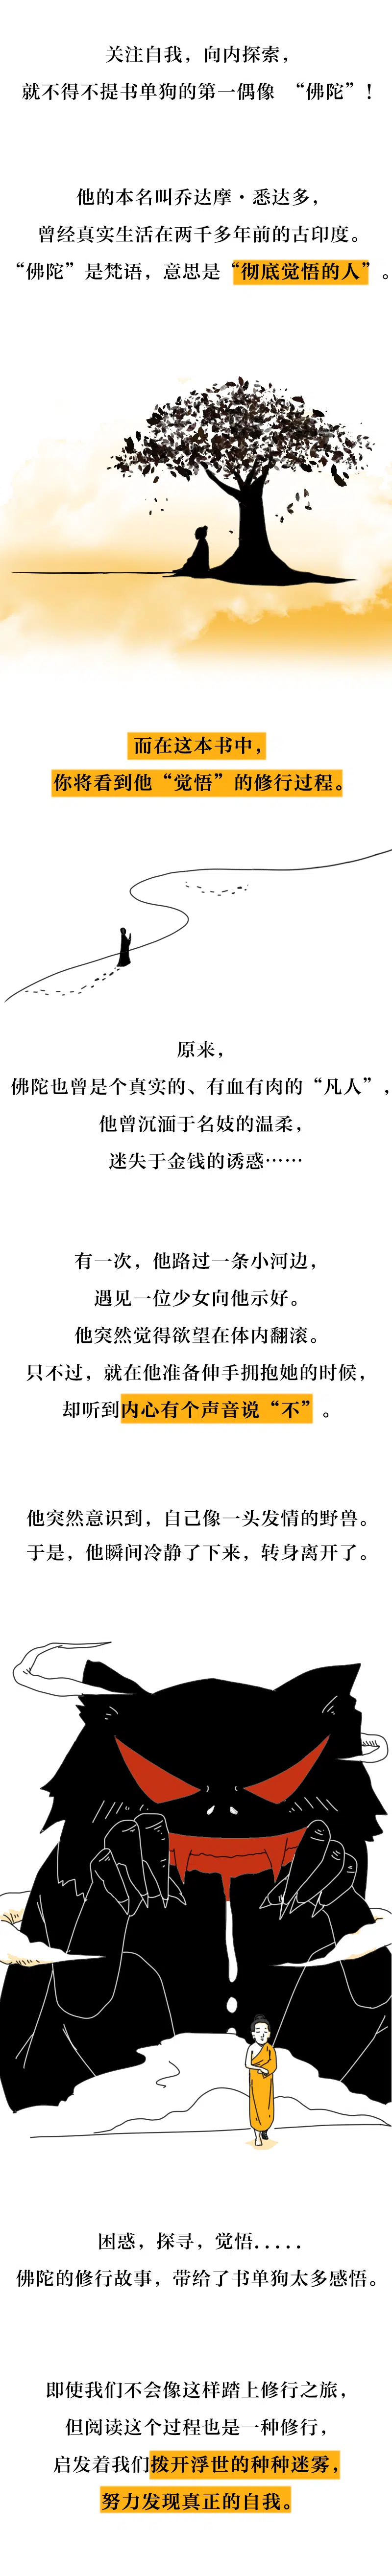 关注自我，向内探索，
就不得不提书单狗的第一偶像 “佛陀”！
他的本名叫乔达摩·悉达多，
曾经真实生活在两千多年前的古印度。
“佛陀”是梵语，意思是“彻底觉悟的人”。
而在这本书中，
你将看到他“觉悟”的修行过程。
原来，
佛陀也曾是个真实的、有血有肉的“凡人”，
他曾沉湎于名妓的温柔，
迷失于金钱的诱惑……
有一次，他路过一条小河边，
遇见一位少女向他示好。
他突然觉得欲望在体内翻滚。
只不过，就在他准备伸手拥抱她的时候，
却听到内心有个声音说“不”。
他突然意识到，自己像一头发情的野兽。
于是，他瞬间冷静了下来，转身离开了。
困惑，探寻，觉悟.....
佛陀的修行故事，带给了书单狗太多感悟。
即使我们不会像这样踏上修行之旅，
但阅读这个过程也是一种修行，
启发着我们拨开浮世的种种迷雾，
努力发现真正的自我。